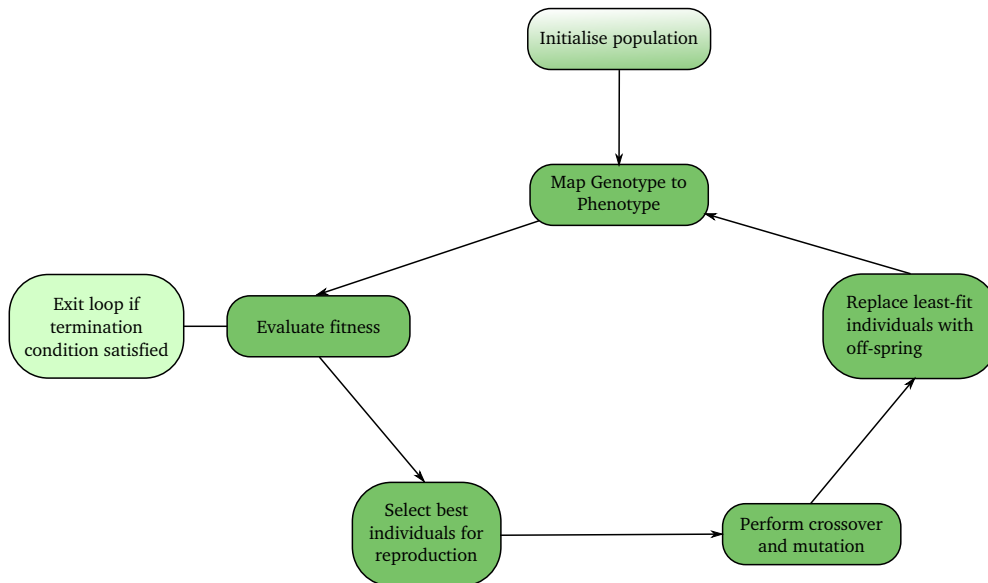 Initialise population
Map Genotype to
Phenotype
Exit loop if
termination
condition satisfied
Evaluate fitness
Replace least-fit
individuals with
off-spring
Select best
individuals for
reproduction
Perform crossover
and mutation